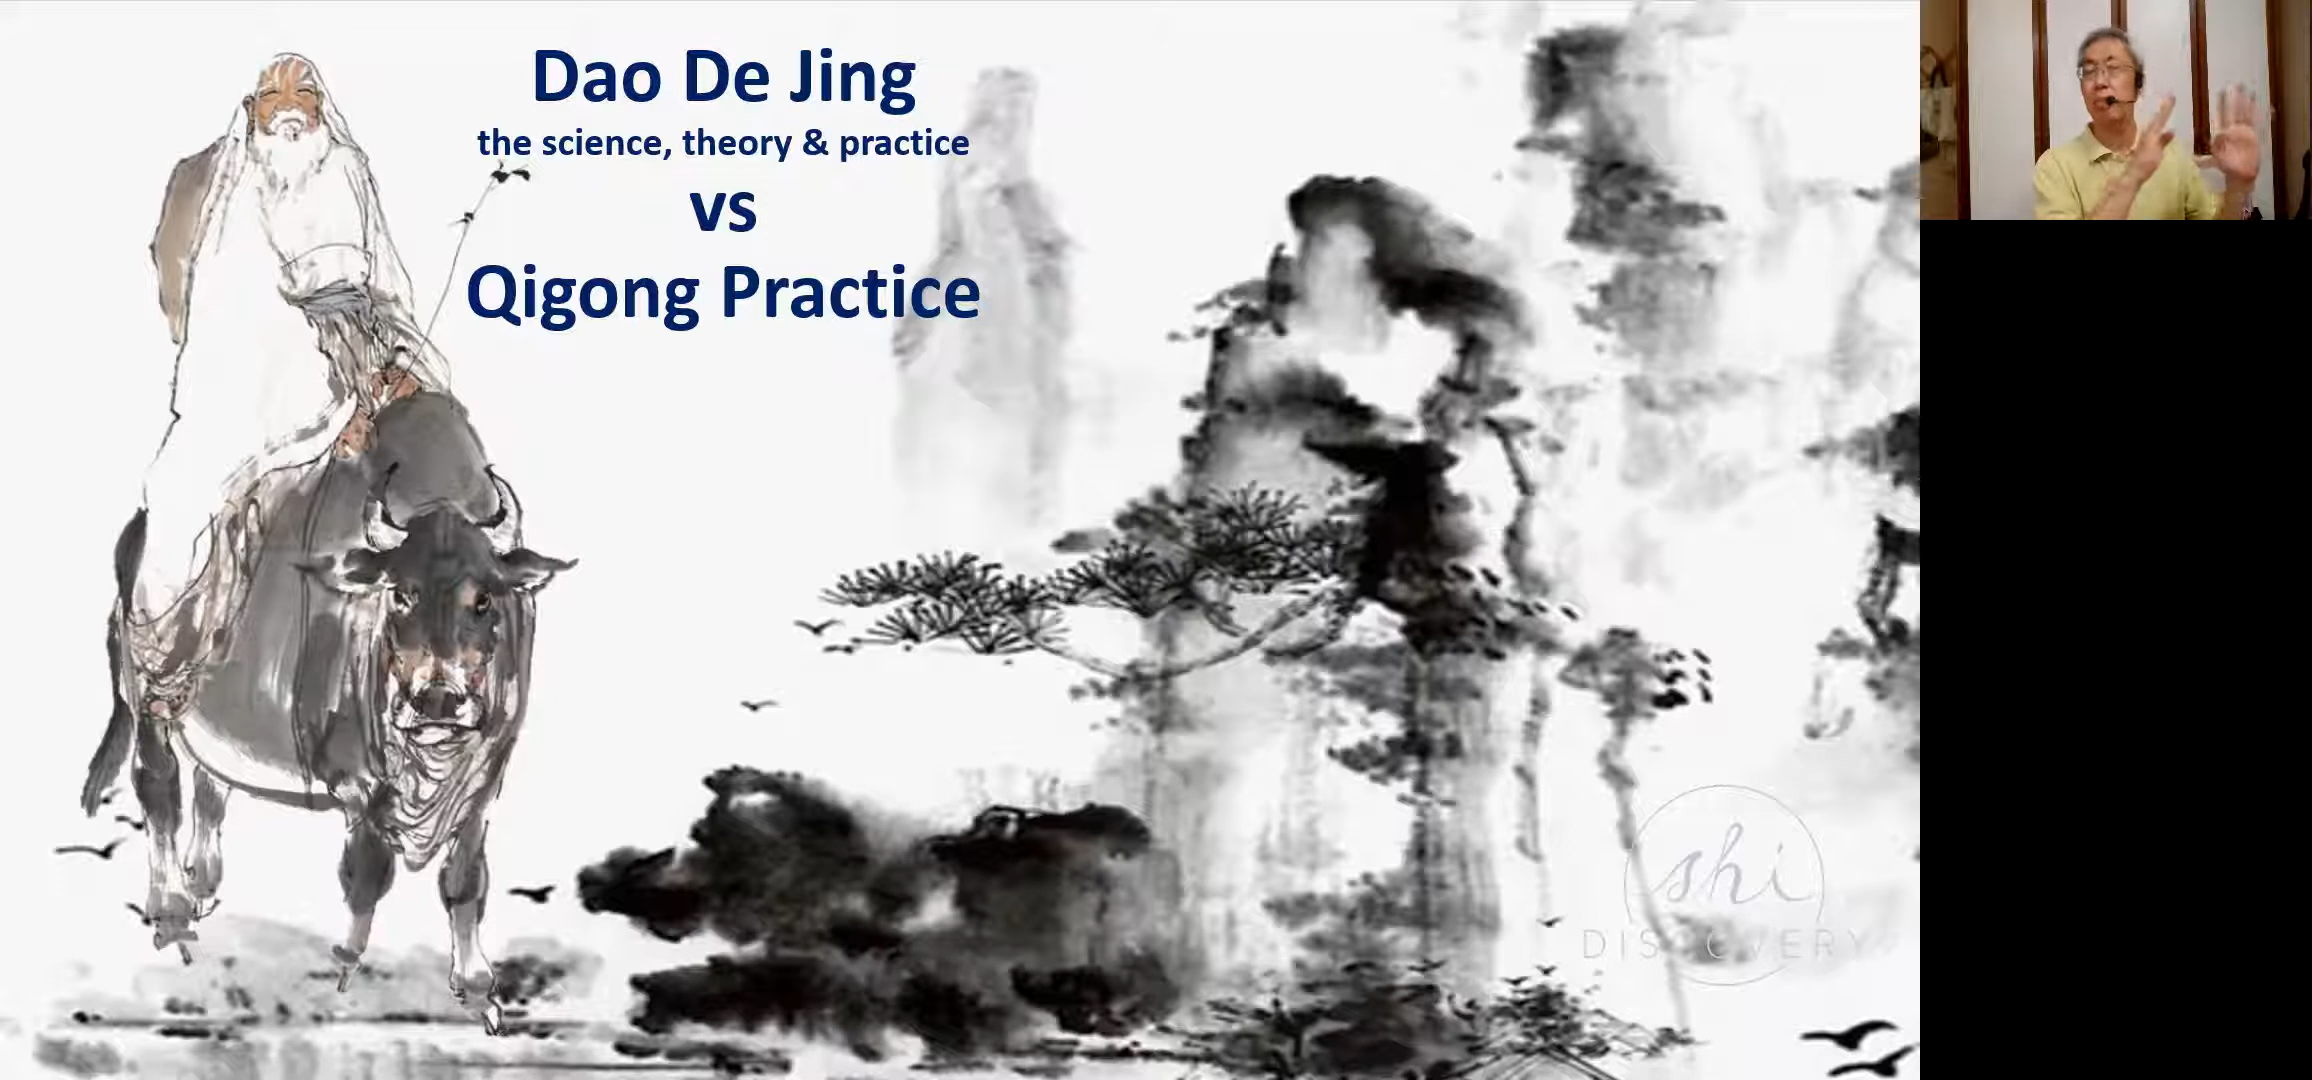 Dao De Jing
the science, theory & practice
vs
Qigong Practice
shi
DISCOVERY